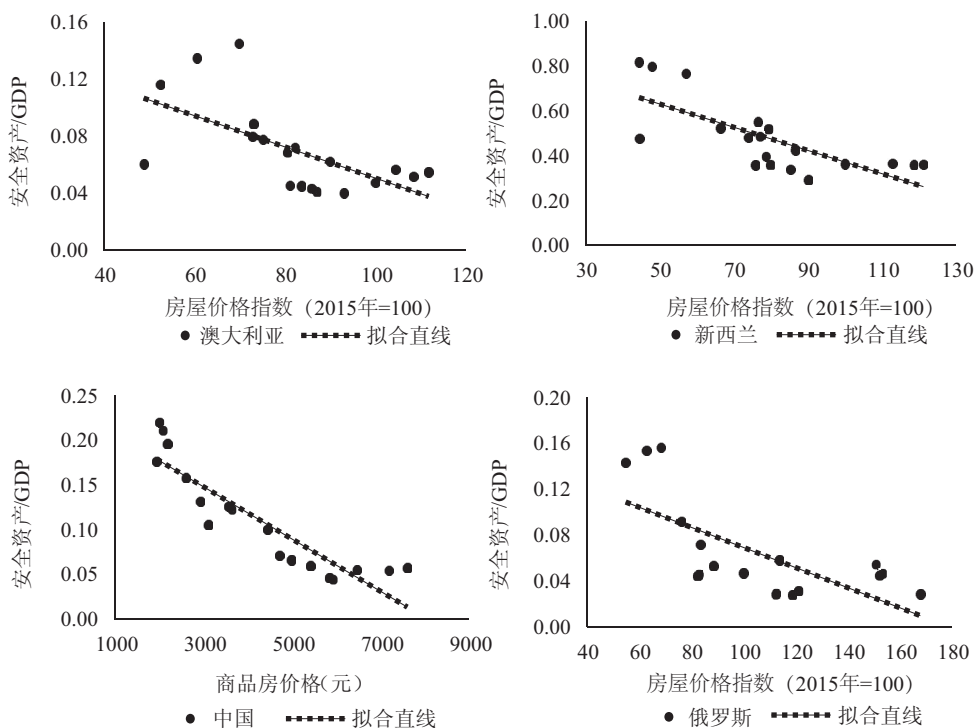 0.16
0.12
0.08
0.04
0.00
安全资产/GDP
40 60 80 100 120
房屋价格指数（2015年=100）
澳大利亚 拟合直线
1.00
0.80
0.60
0.40
0.20
0.00
安全资产/GDP
30 50 70 90 110 130
房屋价格指数（2015年=100）
新西兰 拟合直线
0.25
0.20
0.15
0.10
0.05
0.00
安全资产/GDP
1000 3000 5000 7000 9000
商品房价格(元)
中国 拟合直线
0.20
0.16
0.12
0.08
0.04
0.00
安全资产/GDP
40 60 80 100 120 140 160 180
房屋价格指数（2015年=100）
俄罗斯 拟合直线